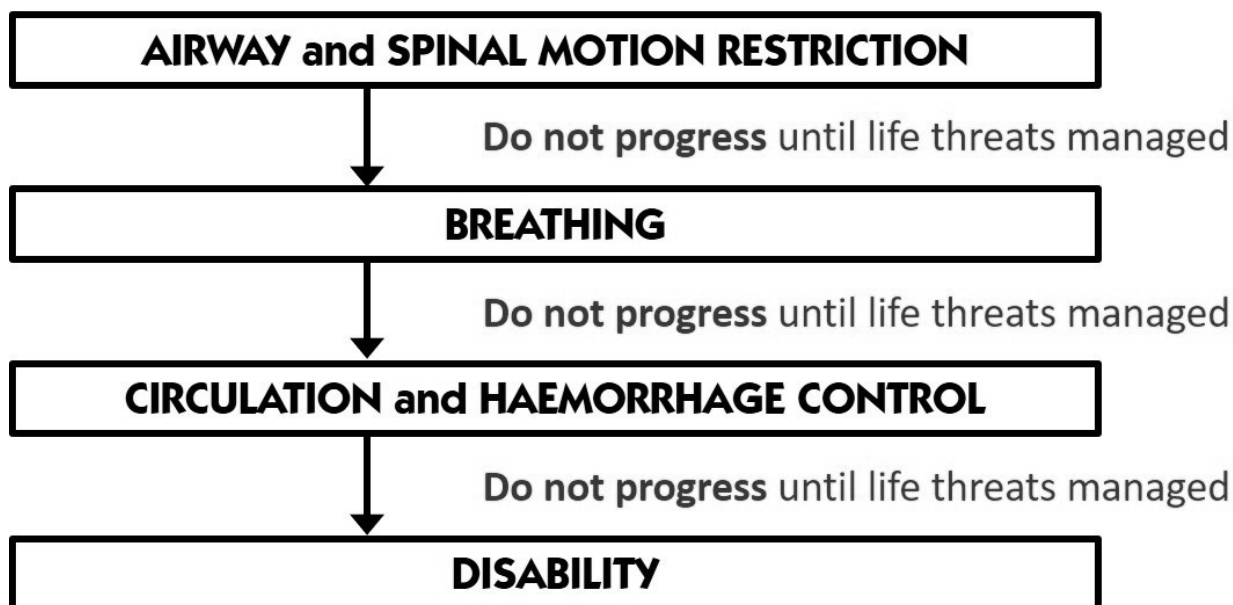 AIRWAY and SPINAL MOTION RESTRICTION
Do not progress until life threats managed
BREATHING
Do not progress until life threats managed
CIRCULATION and HAEMORRHAGE CONTROL
Do not progress until life threats managed
DISABILITY